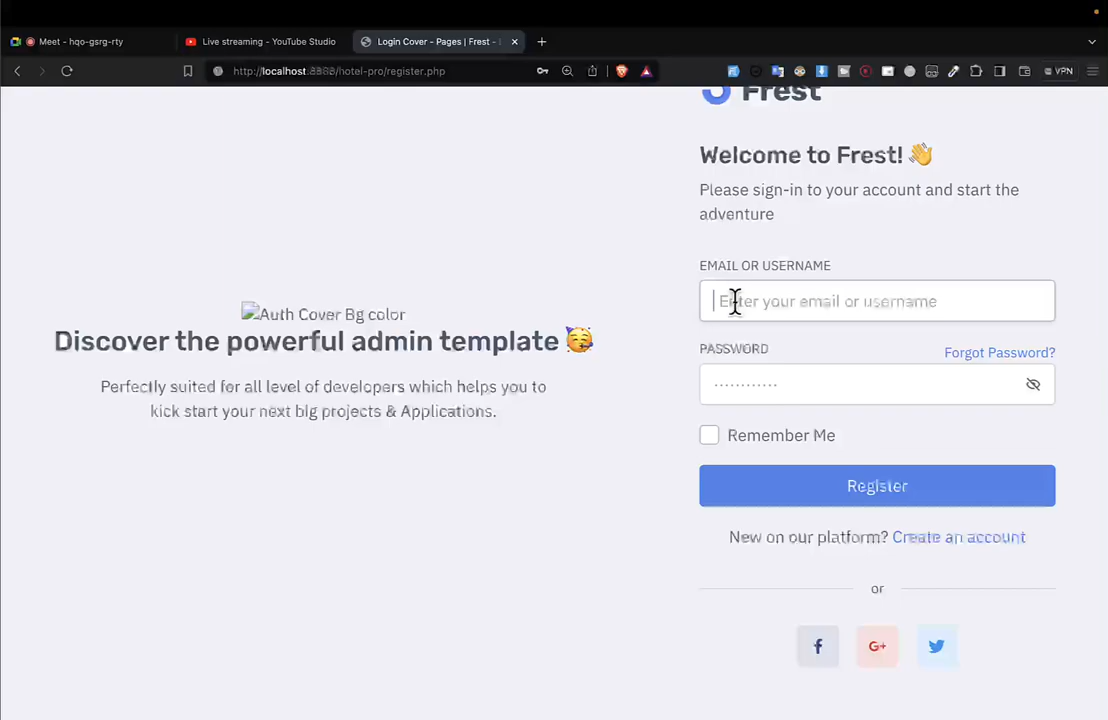 Meet - hqo-gsrg-rty
Live streaming - YouTube Studio
Login Cover - Pages | Frest -
http://localhost /hotel-pro/register.php
VPN
Frest
Welcome to Frest! 👋
Please sign-in to your account and start the
adventure
EMAIL OR USERNAME
Enter your email or username
PASSWORD
Forgot Password?
············
Remember Me
Register
New on our platform? Create an account
or
f
G+
Auth Cover Bg color
Discover the powerful admin template 🥳
Perfectly suited for all level of developers which helps you to
kick start your next big projects & Applications.